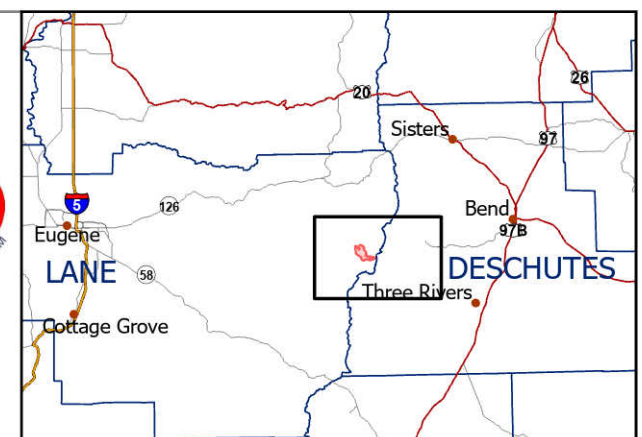 20
26
Sisters
97
5
126
Bend
Eugene
97B
LANE
58
DESCHUTES
Three Rivers
Cottage Grove